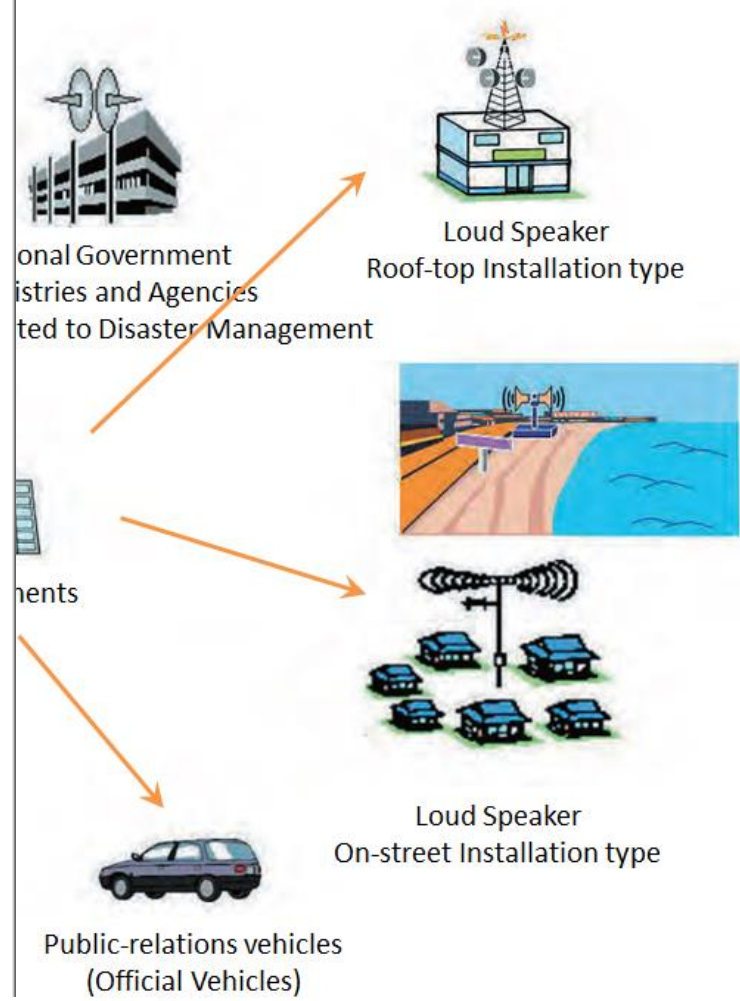 onal Government
istries and Agencies
ted to Disaster Management
Loud Speaker
Roof-top Installation type
ments
Loud Speaker
On-street Installation type
Public-relations vehicles
(Official Vehicles)